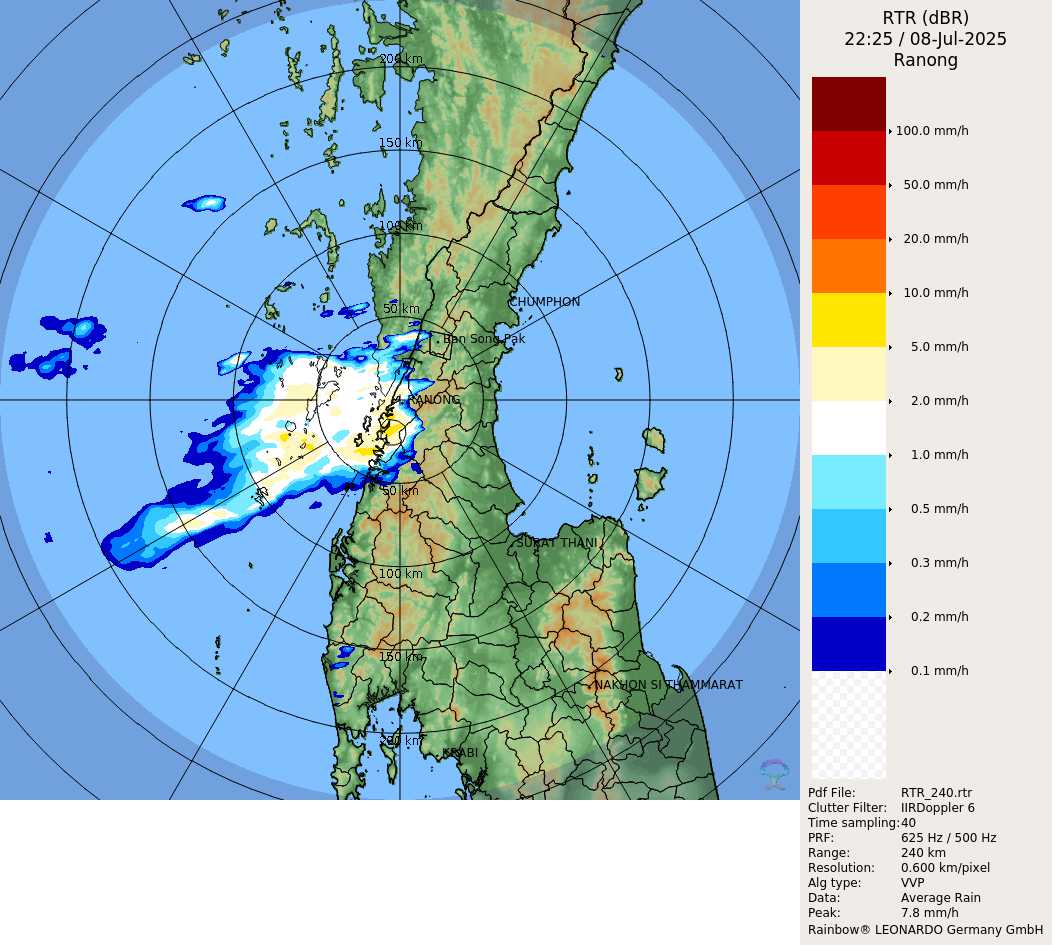 RTR (dBR)
22:25 / 08-Jul-2025
Ranong
200 km
150 km
100 km
50 km
CHUMPHON
Ban Song Pak
RANONG
50 km
SURAT THANI
100 km
150 km
NAKHON SI THAMMARAT
200 km
KRABI
100.0 mm/h
50.0 mm/h
20.0 mm/h
10.0 mm/h
5.0 mm/h
2.0 mm/h
1.0 mm/h
0.5 mm/h
0.3 mm/h
0.2 mm/h
0.1 mm/h
Pdf File: RTR_240.rtr
Clutter Filter: IIRDoppler 6
Time sampling:40
PRF: 625 Hz / 500 Hz
Range: 240 km
Resolution: 0.600 km/pixel
Alg type: VVP
Data: Average Rain
Peak: 7.8 mm/h
Rainbow® LEONARDO Germany GmbH